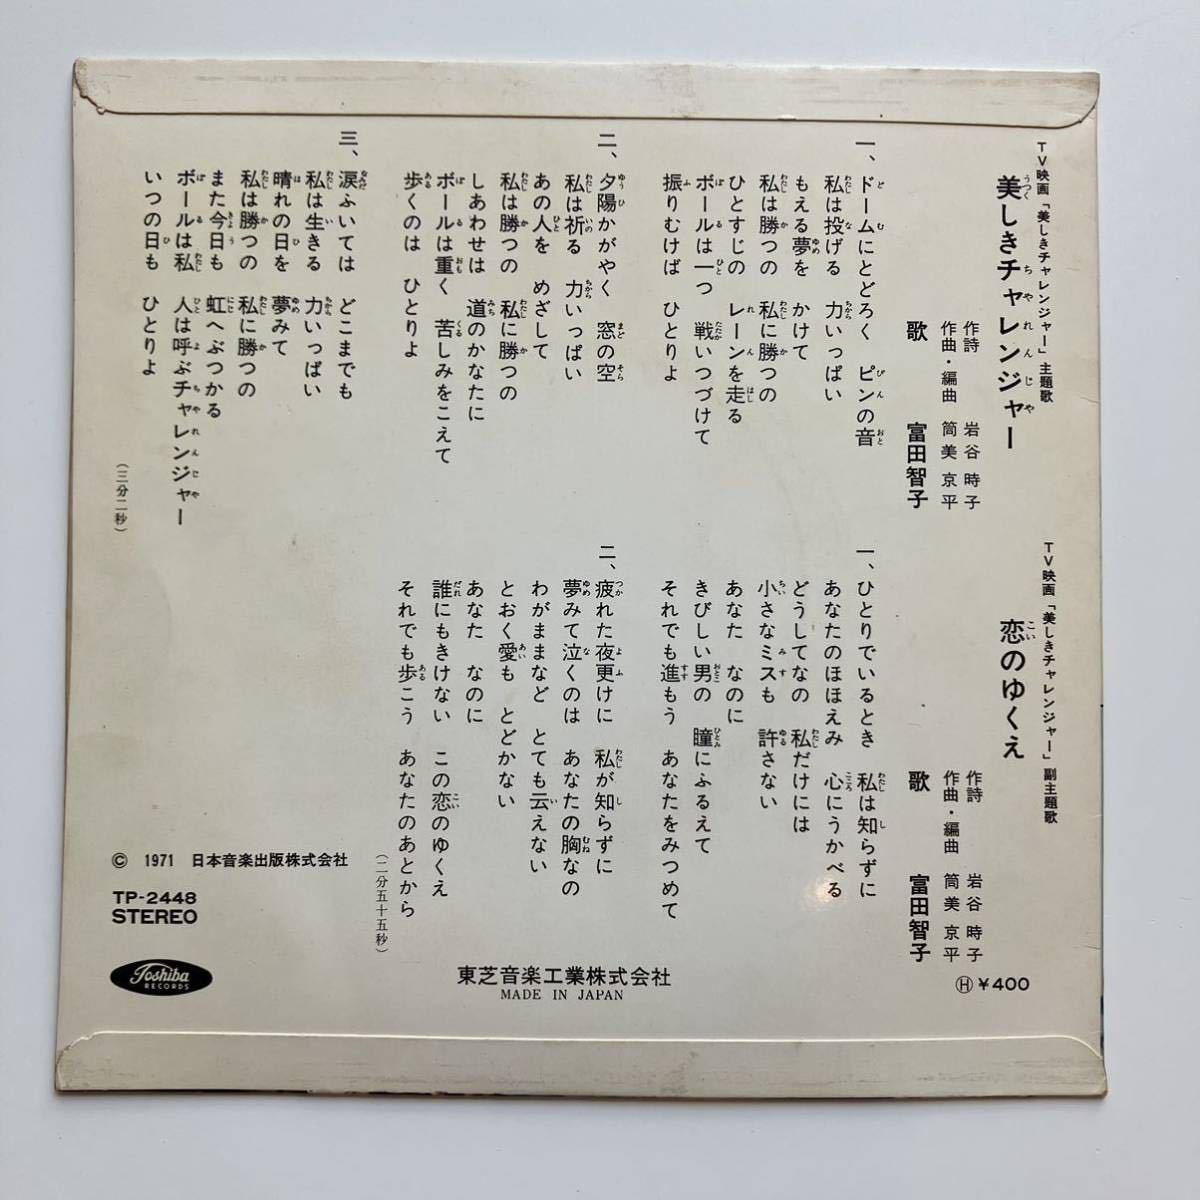 TV映画「美しきチャレンジャー」主題歌
美しきチャレンジャー
作詩 岩谷時子
作曲・編曲 筒美京平
歌 富田智子
一、ドームにとどろく ピンの音
私は投げる 力いっぱい
もえる夢を かけて
私は勝つの 私に勝つの
ひとすじの レーンを走る
ボールは一つ 戦いつづけて
振りむけば ひとりよ
二、夕陽かがやく 窓の空
私は祈る 力いっぱい
あの人を めざして
私は勝つの 私に勝つの
しあわせは 道のかなたに
ボールは重く 苦しみをこえて
歩くのは ひとりよ
三、涙ふいては どこまでも
私は生きる 力いっぱい
晴れの日を 夢みて
私は勝つの 私に勝つの
また今日も 虹へぶつかる
ボールは私 人は呼ぶチャレンジャー
いつの日も ひとりよ
(三分二秒)
TV映画「美しきチャレンジャー」副主題歌
恋のゆくえ
作詩 岩谷時子
作曲・編曲 筒美京平
歌 富田智子
一、ひとりでいるとき 私は知らずに
あなたのほほえみ 心にうかべる
どうしてなの 私だけには
小さなミスも 許さない
あなた なのに
きびしい男の 瞳にふるえて
それでも進もう あなたをみつめて
二、疲れた夜更けに 私が知らずに
夢みて泣くのは あなたの胸なの
わがままなど とても云えない
とおく愛も とどかない
あなた なのに
誰にもきけない この恋のゆくえ
それでも歩こう あなたのあとから
(二分五十五秒)
© 1971 日本音楽出版株式会社
TP-2448
STEREO
Toshiba
RECORDS
東芝音楽工業株式会社
MADE IN JAPAN
Ⓗ ¥400